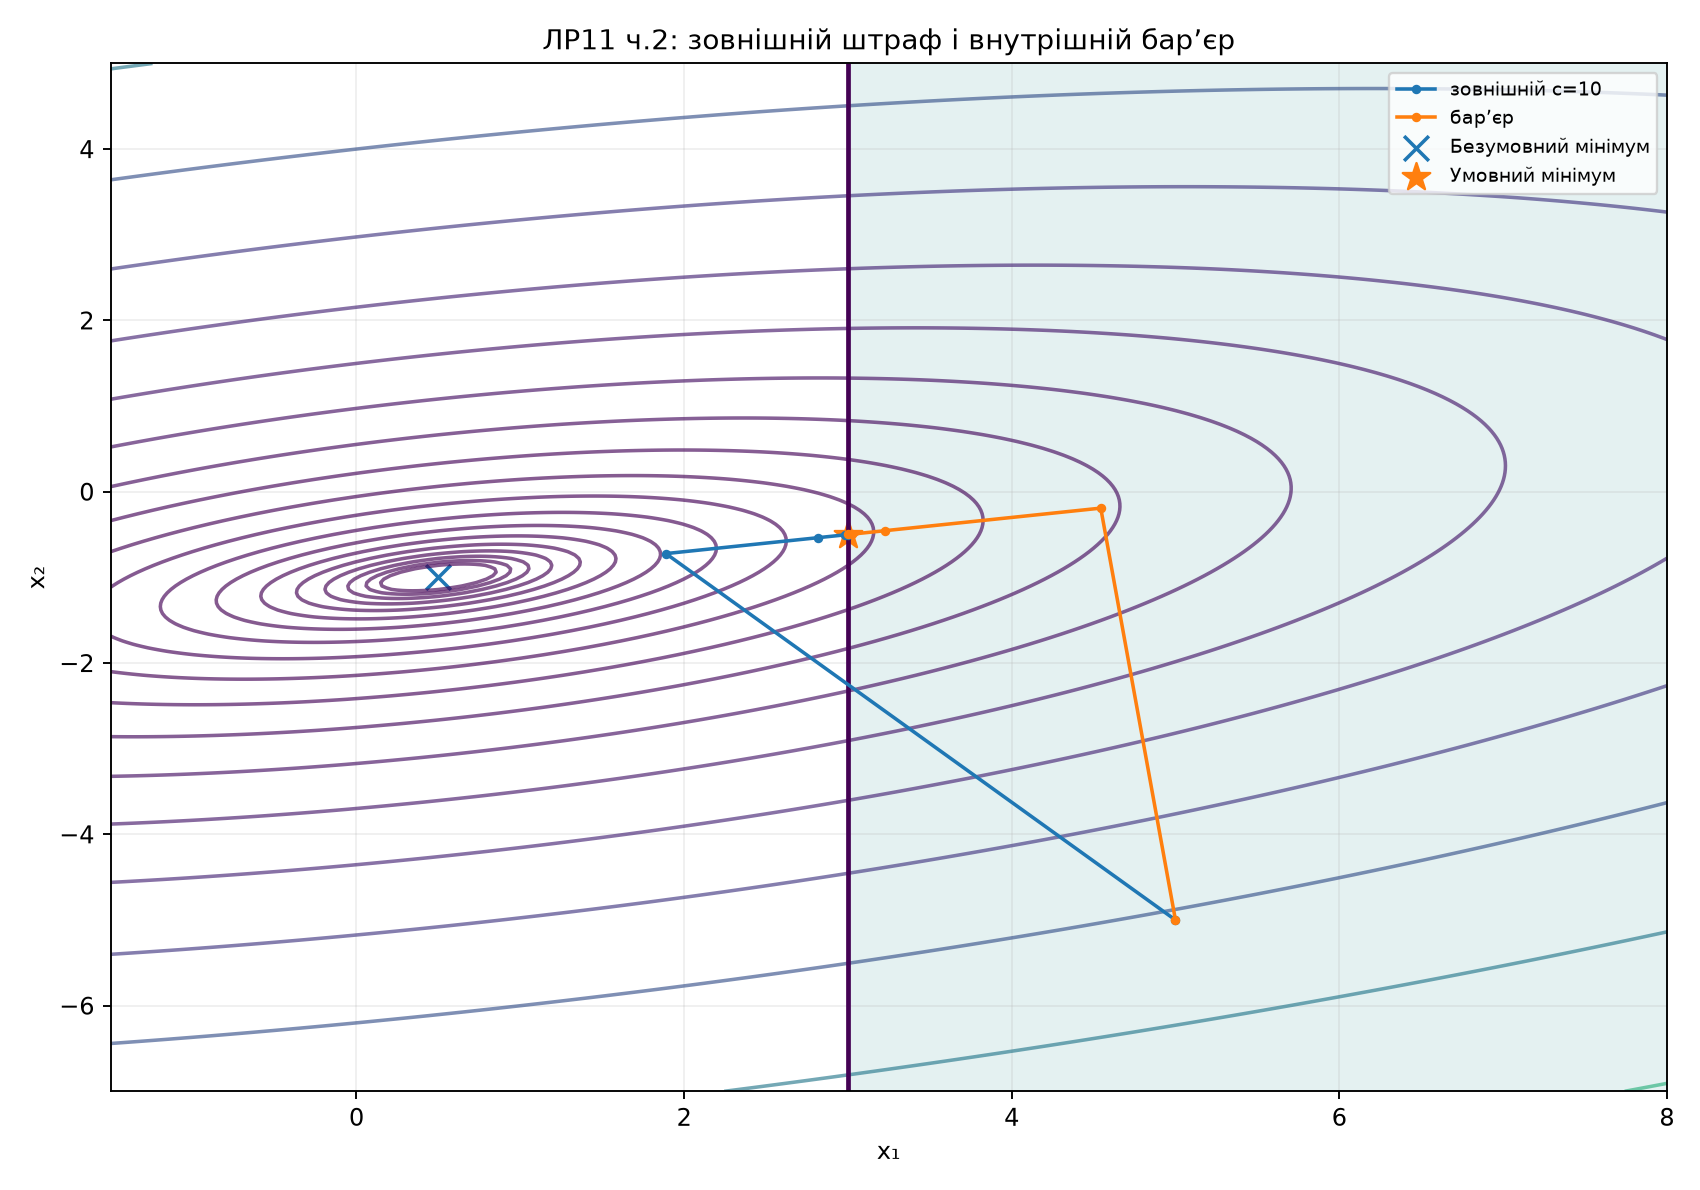 ЛР11 ч.2: зовнішній штраф і внутрішній бар’єр
зовнішній c=10
бар’єр
Безумовний мінімум
Умовний мінімум
4
2
0
−2
−4
−6
x₂
0
2
4
6
8
x₁